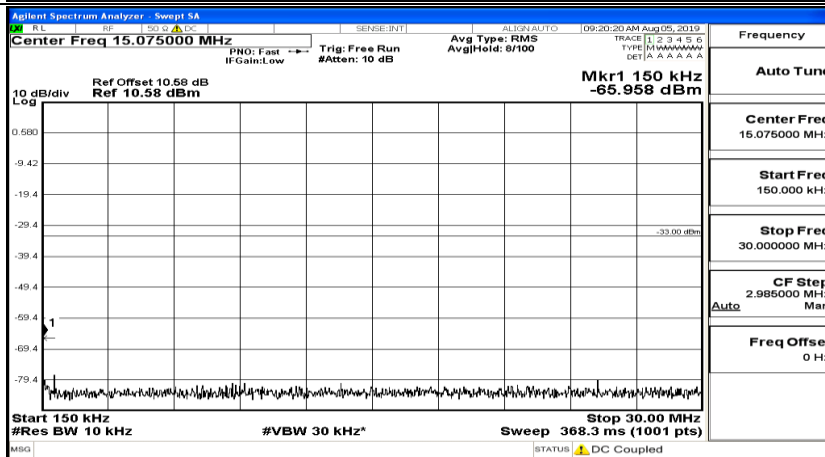 Agilent Spectrum Analyzer - Swept SA
LXI RL RF 50 Ω DC SENSE:INT ALIGN AUTO 09:20:20 AM Aug 05, 2019
Center Freq 15.075000 MHz
PNO: Fast
IFGain:Low
Trig: Free Run
#Atten: 10 dB
Avg Type: RMS
Avg|Hold: 8/100
TRACE 1 2 3 4 5 6
TYPE M WWWWW
DET A A A A A A
Ref Offset 10.58 dB
10 dB/div Ref 10.58 dBm
Log
Mkr1 150 kHz
-65.958 dBm
0.580
-9.42
-19.4
-29.4
-33.00 dBm
-39.4
-49.4
-59.4
1
-69.4
-79.4
Start 150 kHz Stop 30.00 MHz
#Res BW 10 kHz #VBW 30 kHz* Sweep 368.3 ms (1001 pts)
MSG STATUS DC Coupled
Frequency
Auto Tune
Center Freq
15.075000 MHz
Start Freq
150.000 kHz
Stop Freq
30.000000 MHz
CF Step
2.985000 MHz
Auto Man
Freq Offset
0 Hz